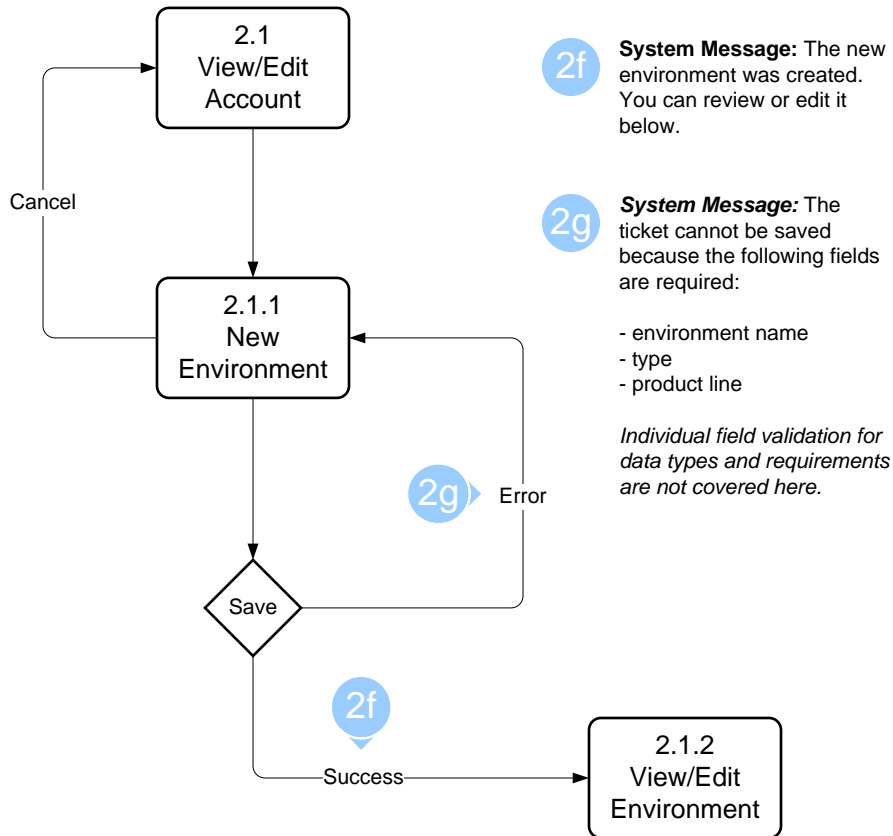 2.1
View/Edit
Account
2f
System Message: The new
environment was created.
You can review or edit it
below.
Cancel
2g
System Message: The
ticket cannot be saved
because the following fields
are required:
- environment name
- type
- product line
Individual field validation for
data types and requirements
are not covered here.
2.1.1
New
Environment
2g
Error
Save
2f
Success
2.1.2
View/Edit
Environment